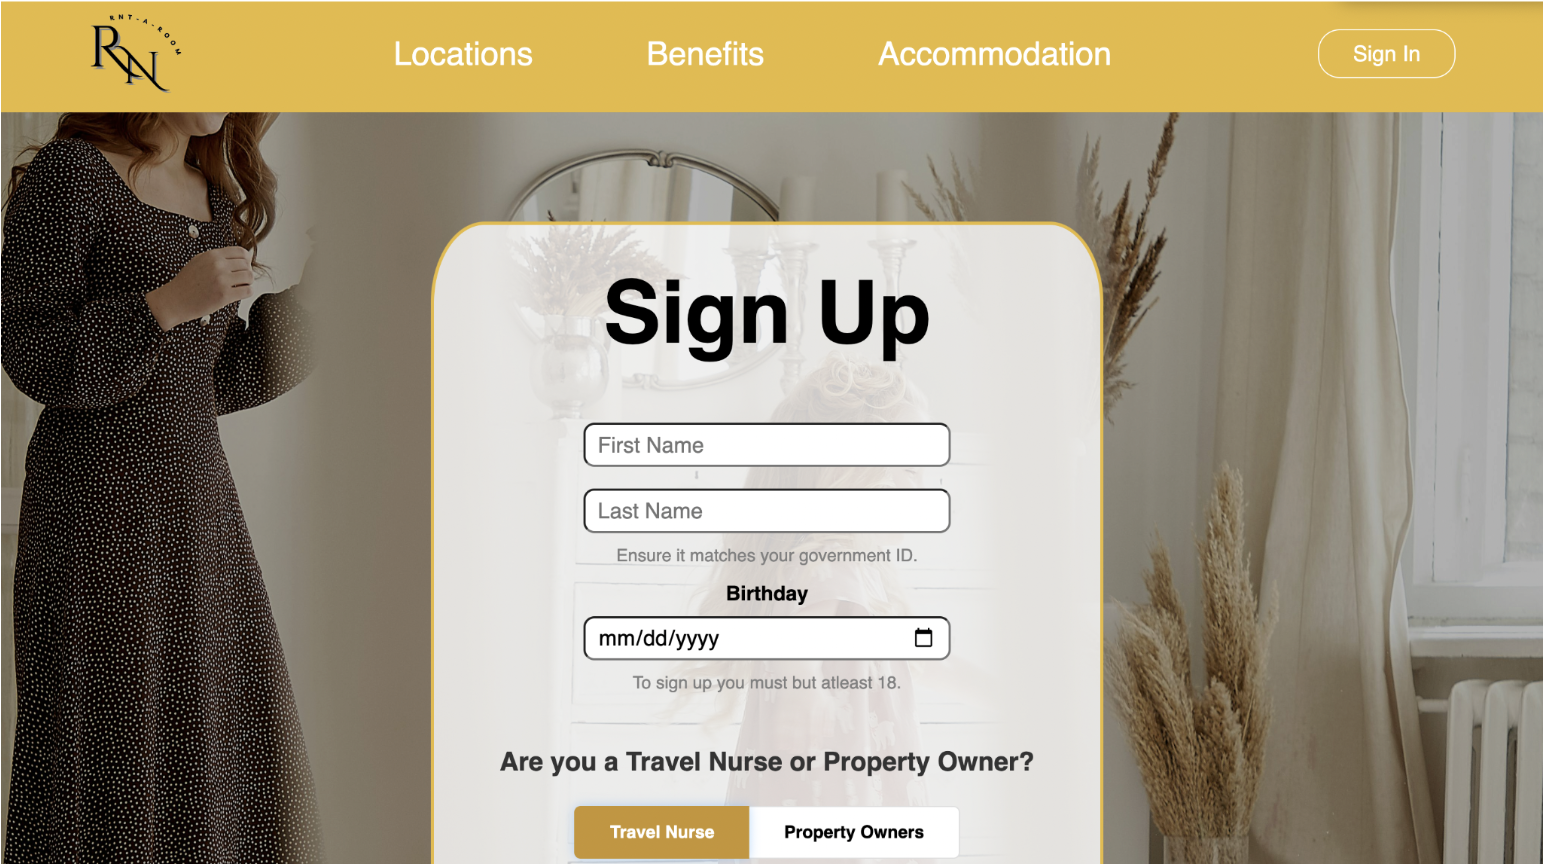 RNT-A-ROOM
RN
Locations
Benefits
Accommodation
Sign In
Sign Up
First Name
Last Name
Ensure it matches your government ID.
Birthday
mm/dd/yyyy
To sign up you must but atleast 18.
Are you a Travel Nurse or Property Owner?
Travel Nurse
Property Owners